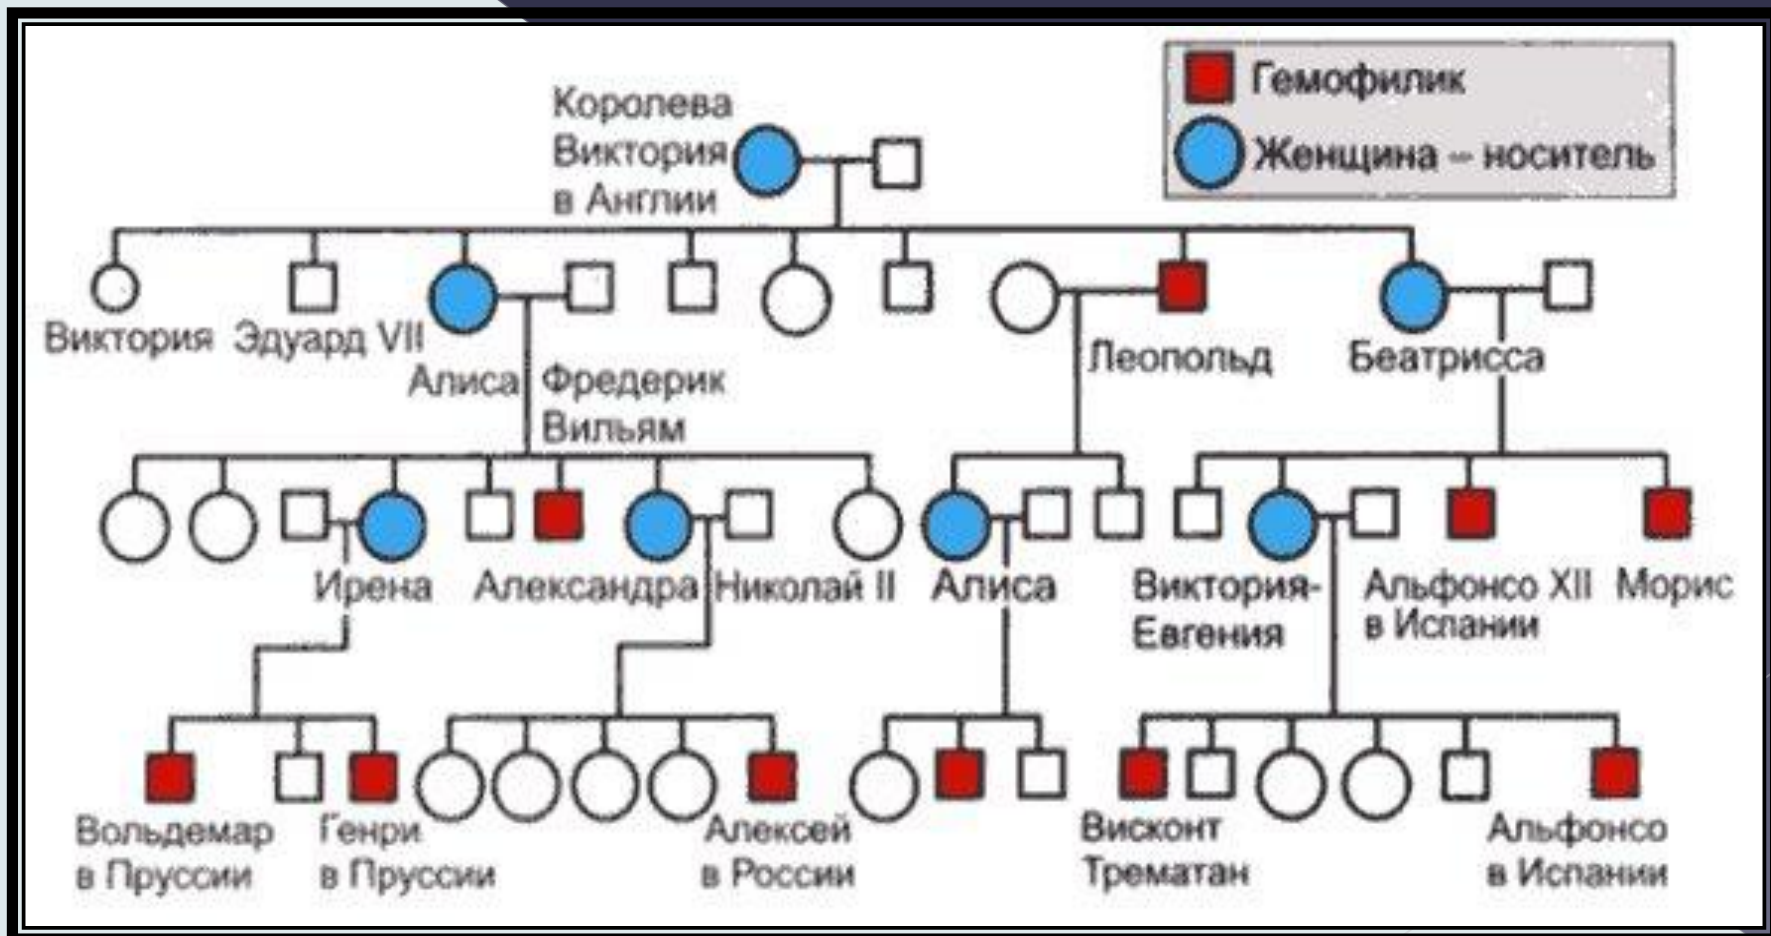 Гемофилик
Женщина – носитель
Королева
Виктория
в Англии
Виктория
Эдуард VII
Алиса
Фредерик
Вильям
Леопольд
Беатрисса
Ирена
Александра
Николай II
Алиса
Виктория-
Евгения
Альфонсо XII
в Испании
Морис
Вольдемар
в Пруссии
Генри
в Пруссии
Алексей
в России
Висконт
Трематан
Альфонсо
в Испании